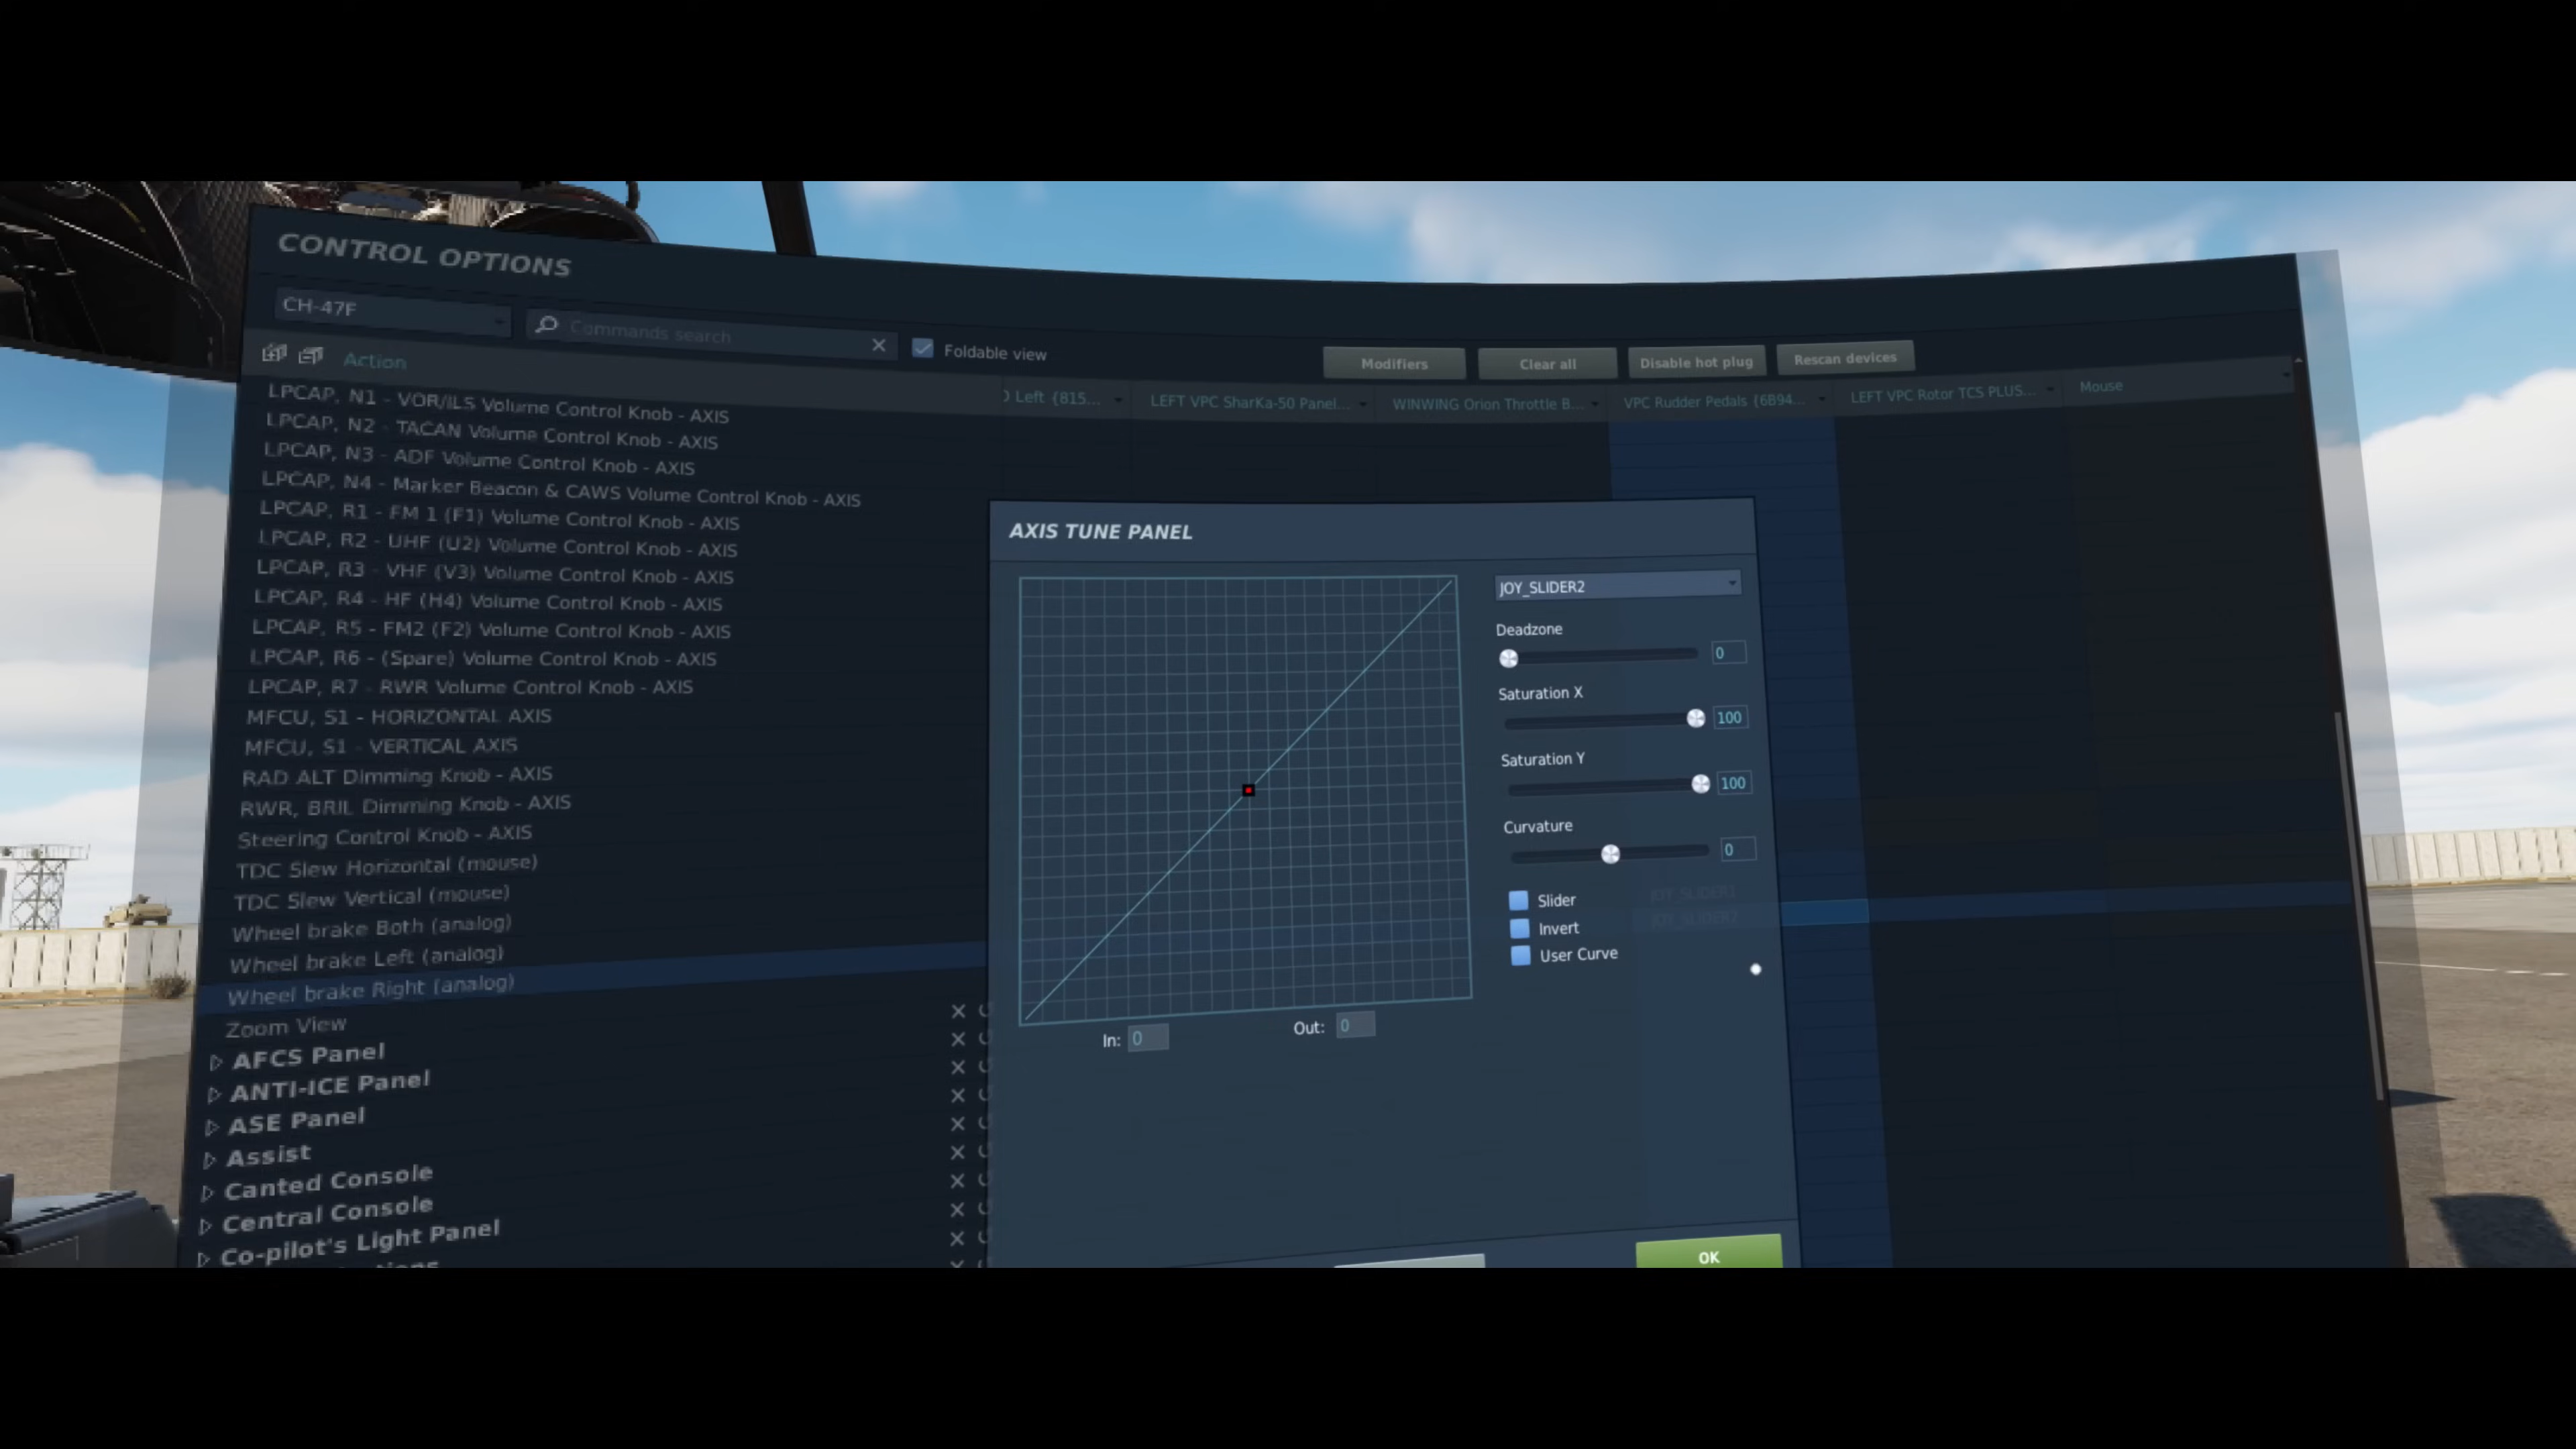 CONTROL OPTIONS
CH-47F
Commands search
Foldable view
Modifiers
Clear all
Disable hot plug
Rescan devices
Action
Left {815...
LEFT VPC SharKa-50 Panel...
WINWING Orion Throttle B...
VPC Rudder Pedals {6B94...
LEFT VPC Rotor TCS PLUS...
Mouse
LPCAP, N1 - VOR/ILS Volume Control Knob - AXIS
LPCAP, N2 - TACAN Volume Control Knob - AXIS
LPCAP, N3 - ADF Volume Control Knob - AXIS
LPCAP, N4 - Marker Beacon & CAWS Volume Control Knob - AXIS
LPCAP, R1 - FM 1 (F1) Volume Control Knob - AXIS
LPCAP, R2 - UHF (U2) Volume Control Knob - AXIS
LPCAP, R3 - VHF (V3) Volume Control Knob - AXIS
LPCAP, R4 - HF (H4) Volume Control Knob - AXIS
LPCAP, R5 - FM2 (F2) Volume Control Knob - AXIS
LPCAP, R6 - (Spare) Volume Control Knob - AXIS
LPCAP, R7 - RWR Volume Control Knob - AXIS
MFCU, S1 - HORIZONTAL AXIS
MFCU, S1 - VERTICAL AXIS
RAD ALT Dimming Knob - AXIS
RWR, BRIL Dimming Knob - AXIS
Steering Control Knob - AXIS
TDC Slew Horizontal (mouse)
TDC Slew Vertical (mouse)
Wheel brake Both (analog)
Wheel brake Left (analog)
Wheel brake Right (analog)
Zoom View
AFCS Panel
ANTI-ICE Panel
ASE Panel
Assist
Canted Console
Central Console
Co-pilot's Light Panel
AXIS TUNE PANEL
JOY_SLIDER2
Deadzone
0
Saturation X
100
Saturation Y
100
Curvature
0
Slider
JOY_SLIDER1
Invert
JOY_SLIDER2
User Curve
In: 0
Out: 0
OK